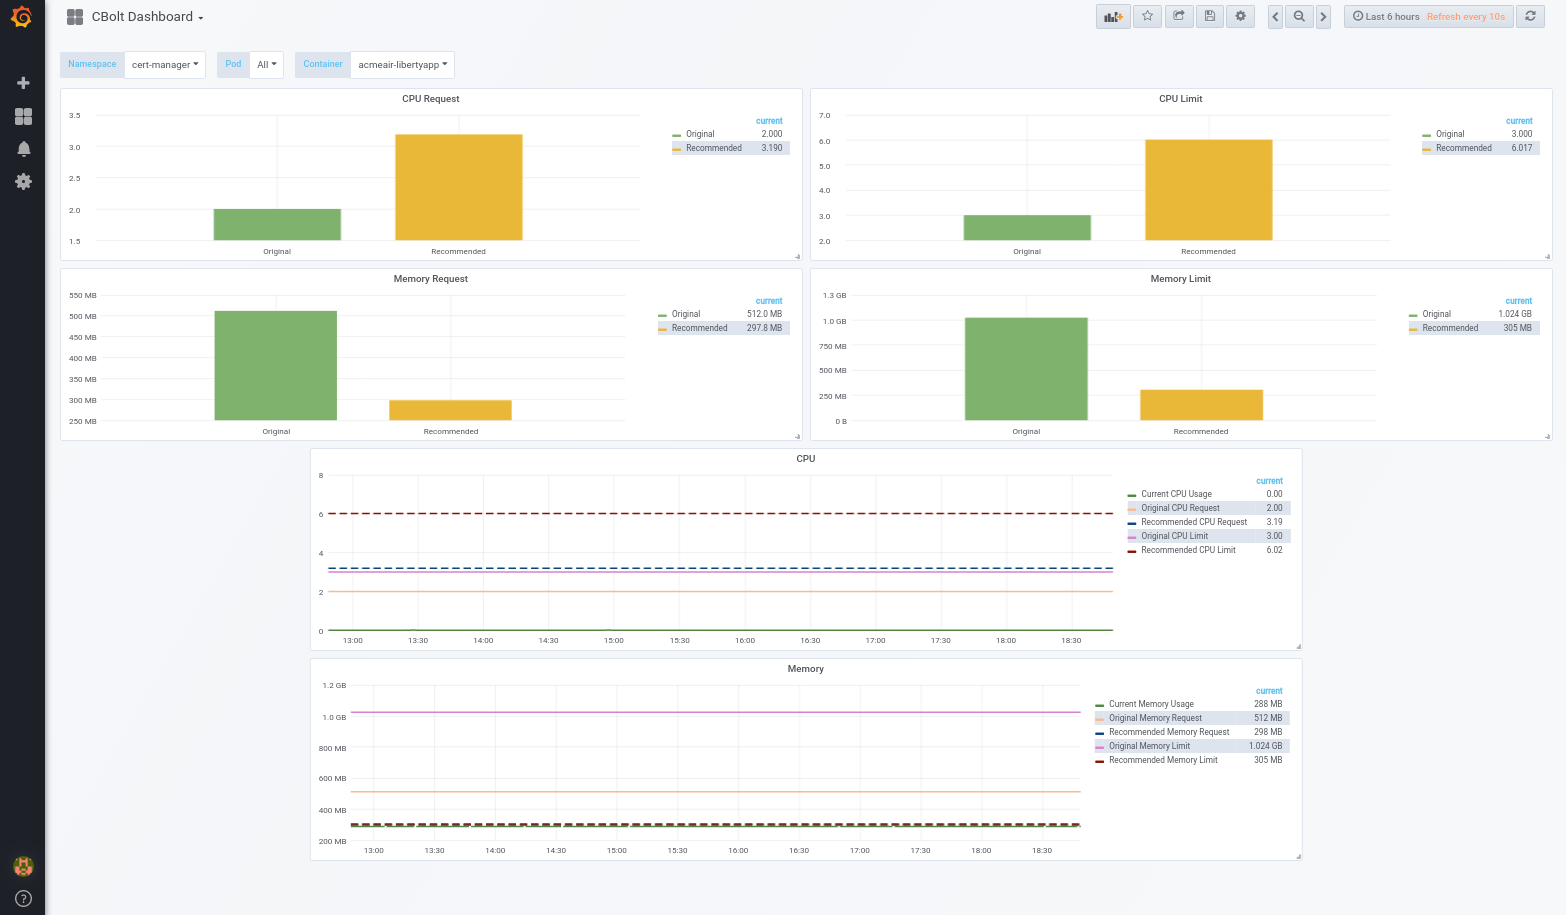 CBolt Dashboard
Last 6 hours Refresh every 10s
Namespace cert-manager Pod All Container acmeair-libertyapp
CPU Request
3.5
3.0
2.5
2.0
1.5
Original Recommended
current
Original 2.000
Recommended 3.190
CPU Limit
7.0
6.0
5.0
4.0
3.0
2.0
Original Recommended
current
Original 3.000
Recommended 6.017
Memory Request
550 MB
500 MB
450 MB
400 MB
350 MB
300 MB
250 MB
Original Recommended
current
Original 512.0 MB
Recommended 297.8 MB
Memory Limit
1.3 GB
1.0 GB
750 MB
500 MB
250 MB
0 B
Original Recommended
current
Original 1.024 GB
Recommended 305 MB
CPU
8
6
4
2
0
13:00 13:30 14:00 14:30 15:00 15:30 16:00 16:30 17:00 17:30 18:00 18:30
current
Current CPU Usage 0.00
Original CPU Request 2.00
Recommended CPU Request 3.19
Original CPU Limit 3.00
Recommended CPU Limit 6.02
Memory
1.2 GB
1.0 GB
800 MB
600 MB
400 MB
200 MB
13:00 13:30 14:00 14:30 15:00 15:30 16:00 16:30 17:00 17:30 18:00 18:30
current
Current Memory Usage 288 MB
Original Memory Request 512 MB
Recommended Memory Request 298 MB
Original Memory Limit 1.024 GB
Recommended Memory Limit 305 MB
?